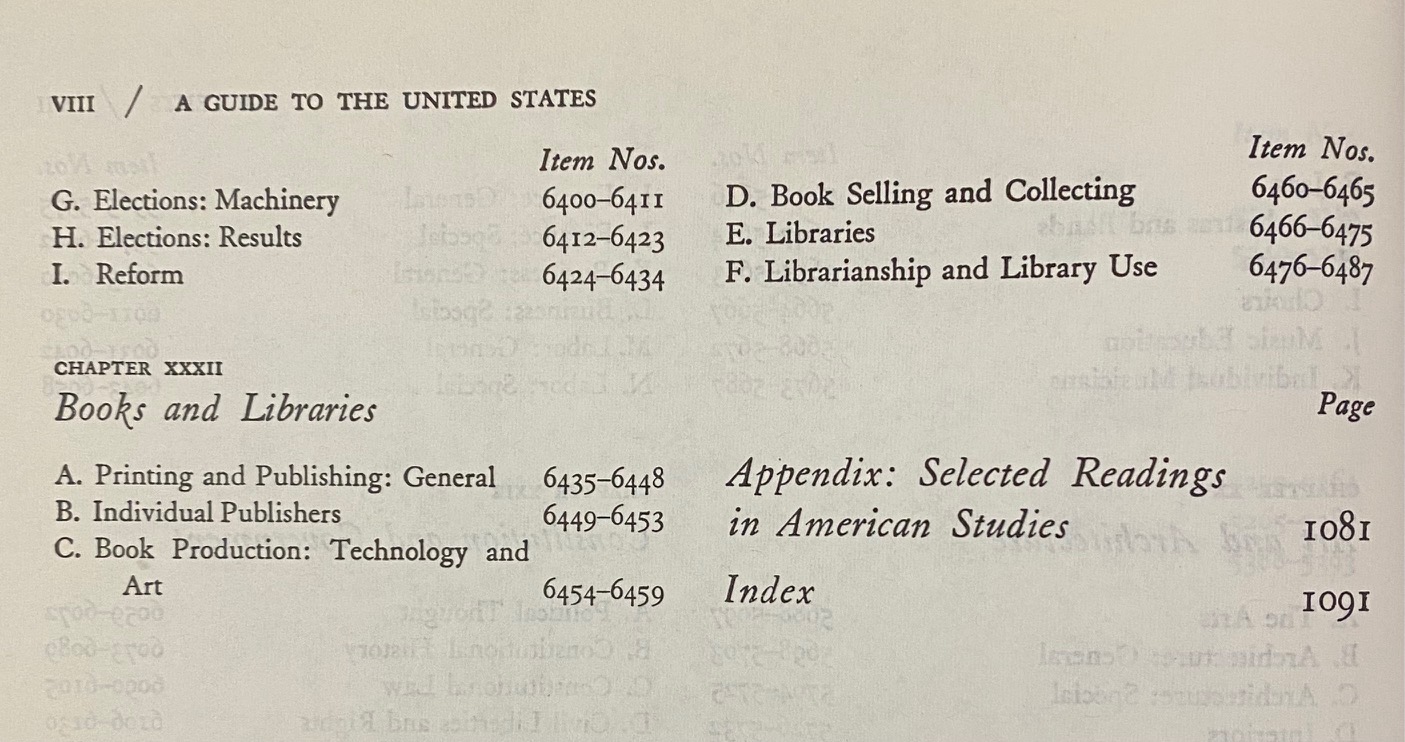 VIII / A GUIDE TO THE UNITED STATES
Item Nos.
G. Elections: Machinery 6400–6411
H. Elections: Results 6412–6423
I. Reform 6424–6434
CHAPTER XXXII
Books and Libraries
A. Printing and Publishing: General 6435–6448
B. Individual Publishers 6449–6453
C. Book Production: Technology and
Art 6454–6459
Item Nos.
D. Book Selling and Collecting 6460–6465
E. Libraries 6466–6475
F. Librarianship and Library Use 6476–6487
Page
Appendix: Selected Readings
in American Studies 1081
Index 1091